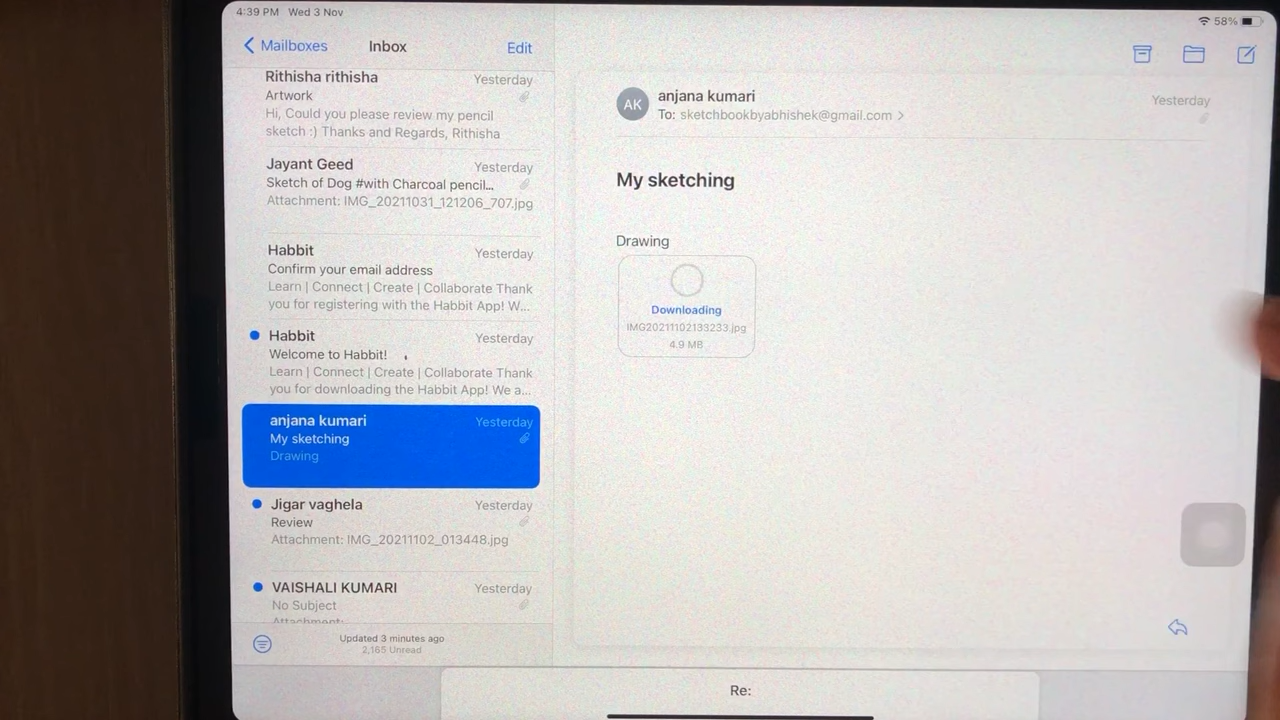 4:39 PM Wed 3 Nov
58%
Mailboxes
Inbox
Edit
Rithisha rithisha
Yesterday
Artwork
Hi, Could you please review my pencil
sketch :) Thanks and Regards, Rithisha
Jayant Geed
Yesterday
Sketch of Dog #with Charcoal pencil...
Attachment: IMG_20211031_121206_707.jpg
Habbit
Yesterday
Confirm your email address
Learn | Connect | Create | Collaborate Thank
you for registering with the Habbit App! W...
Habbit
Yesterday
Welcome to Habbit!
Learn | Connect | Create | Collaborate Thank
you for downloading the Habbit App! We a...
anjana kumari
Yesterday
My sketching
Drawing
Jigar vaghela
Yesterday
Review
Attachment: IMG_20211102_013448.jpg
VAISHALI KUMARI
Yesterday
No Subject
Attachment:
Updated 3 minutes ago
2,165 Unread
AK
anjana kumari
To: sketchbookbyabhishek@gmail.com
Yesterday
My sketching
Drawing
Downloading
IMG20211102133233.jpg
4.9 MB
Re: